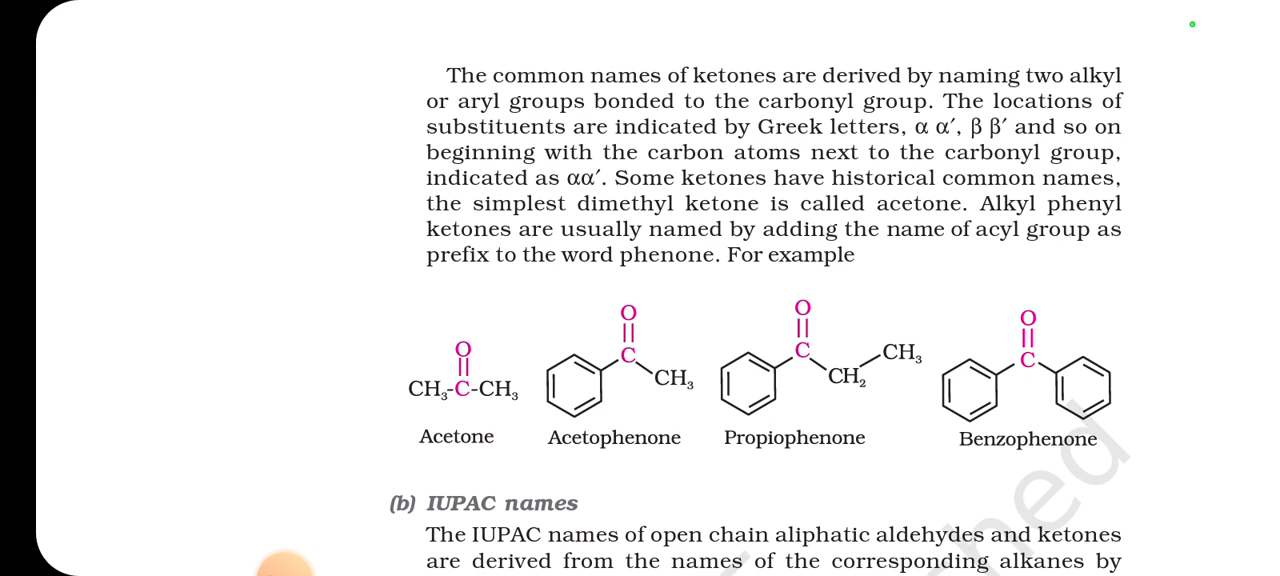 The common names of ketones are derived by naming two alkyl
or aryl groups bonded to the carbonyl group. The locations of
substituents are indicated by Greek letters, α α′, β β′ and so on
beginning with the carbon atoms next to the carbonyl group,
indicated as αα′. Some ketones have historical common names,
the simplest dimethyl ketone is called acetone. Alkyl phenyl
ketones are usually named by adding the name of acyl group as
prefix to the word phenone. For example
O
CH₃-C-CH₃
Acetone
O
C
CH₃
Acetophenone
O
C
CH₂
CH₃
Propiophenone
O
C
Benzophenone
(b) IUPAC names
The IUPAC names of open chain aliphatic aldehydes and ketones
are derived from the names of the corresponding alkanes by